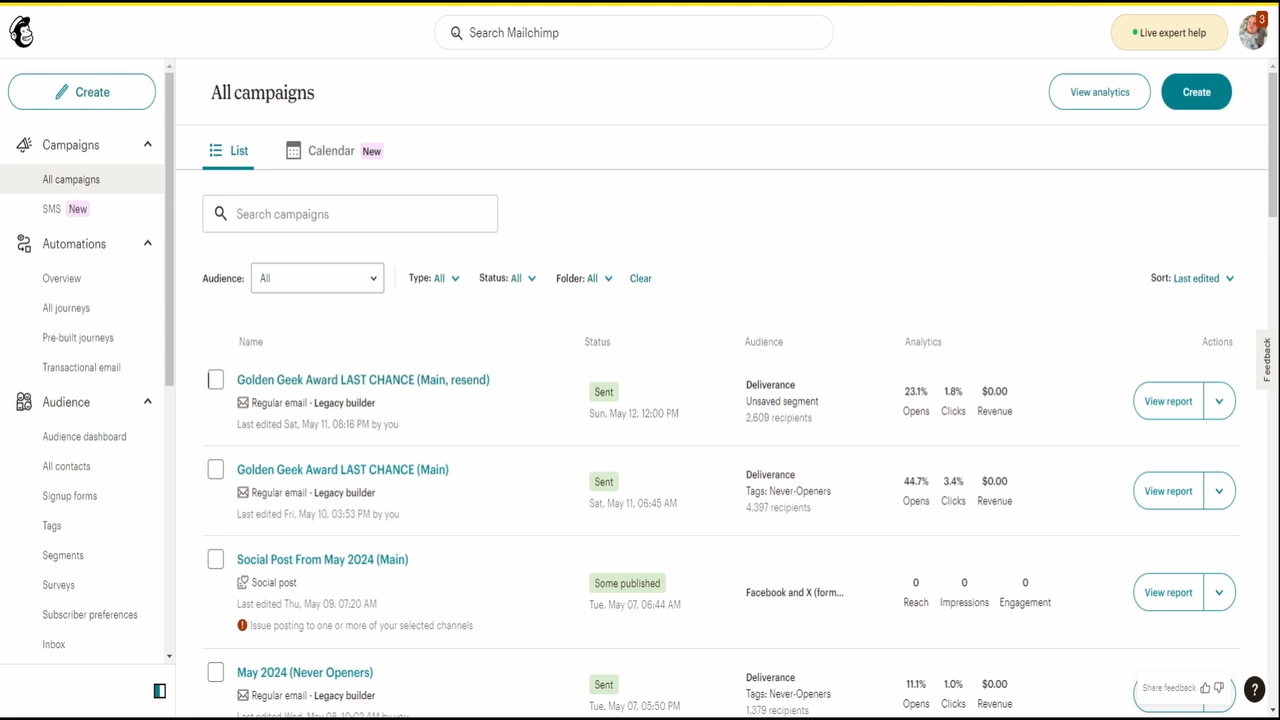 Search Mailchimp
Live expert help
3
Create
Campaigns
All campaigns
SMS New
Automations
Overview
All journeys
Pre-built journeys
Transactional email
Audience
Audience dashboard
All contacts
Signup forms
Tags
Segments
Surveys
Subscriber preferences
Inbox
All campaigns
View analytics
Create
List
Calendar New
Search campaigns
Audience: All
Type: All
Status: All
Folder: All
Clear
Sort: Last edited
Name
Status
Audience
Analytics
Actions
Golden Geek Award LAST CHANCE (Main, resend)
Regular email · Legacy builder
Last edited Sat, May 11, 08:16 PM by you
Sent
Sun, May 12, 12:00 PM
Deliverance
Unsaved segment
2,609 recipients
23.1% 1.8% $0.00
Opens Clicks Revenue
View report
Golden Geek Award LAST CHANCE (Main)
Regular email · Legacy builder
Last edited Fri, May 10, 03:53 PM by you
Sent
Sat, May 11, 06:45 AM
Deliverance
Tags: Never-Openers
4,397 recipients
44.7% 3.4% $0.00
Opens Clicks Revenue
View report
Social Post From May 2024 (Main)
Social post
Last edited Thu, May 09, 07:20 AM
Issue posting to one or more of your selected channels
Some published
Tue, May 07, 06:44 AM
Facebook and X (form...
0 0 0
Reach Impressions Engagement
View report
May 2024 (Never Openers)
Regular email · Legacy builder
Last edited Wed, May 08, 10:02 AM by you
Sent
Tue, May 07, 05:50 PM
Deliverance
Tags: Never-Openers
1,379 recipients
11.1% 1.0% $0.00
Opens Clicks Revenue
Share feedback
?
Feedback